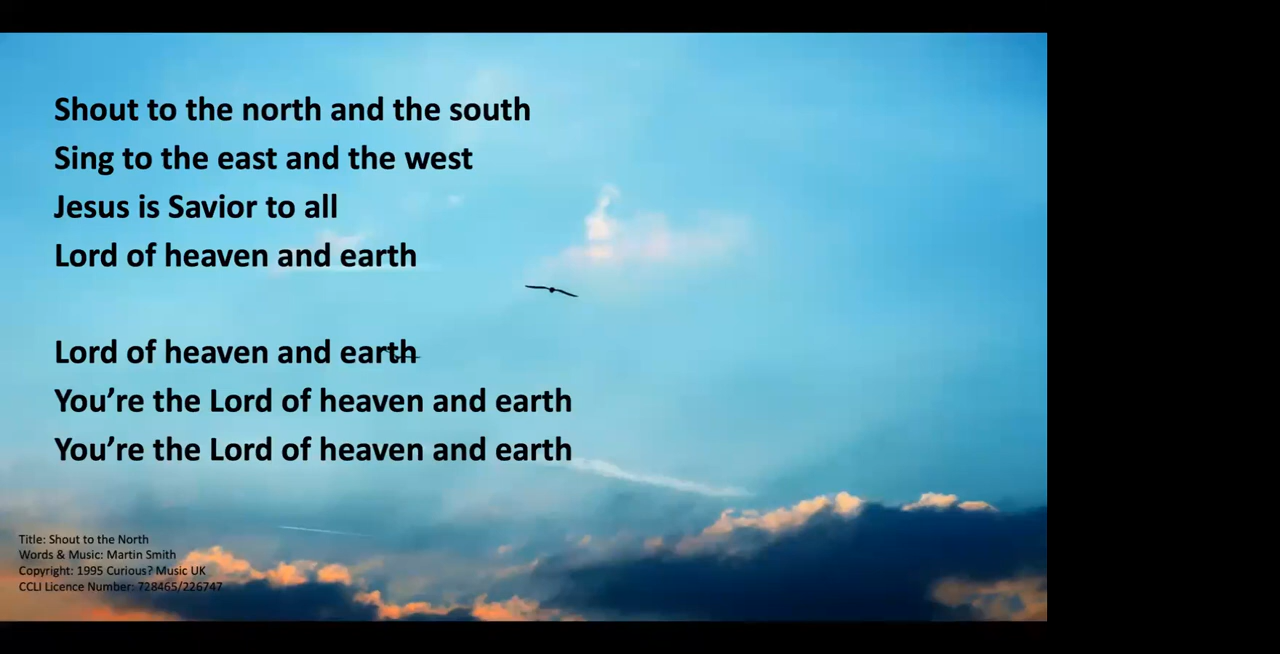 Shout to the north and the south
Sing to the east and the west
Jesus is Savior to all
Lord of heaven and earth
Lord of heaven and earth
You’re the Lord of heaven and earth
You’re the Lord of heaven and earth
Title: Shout to the North
Words & Music: Martin Smith
Copyright: 1995 Curious? Music UK
CCLI Licence Number: 728465/226747